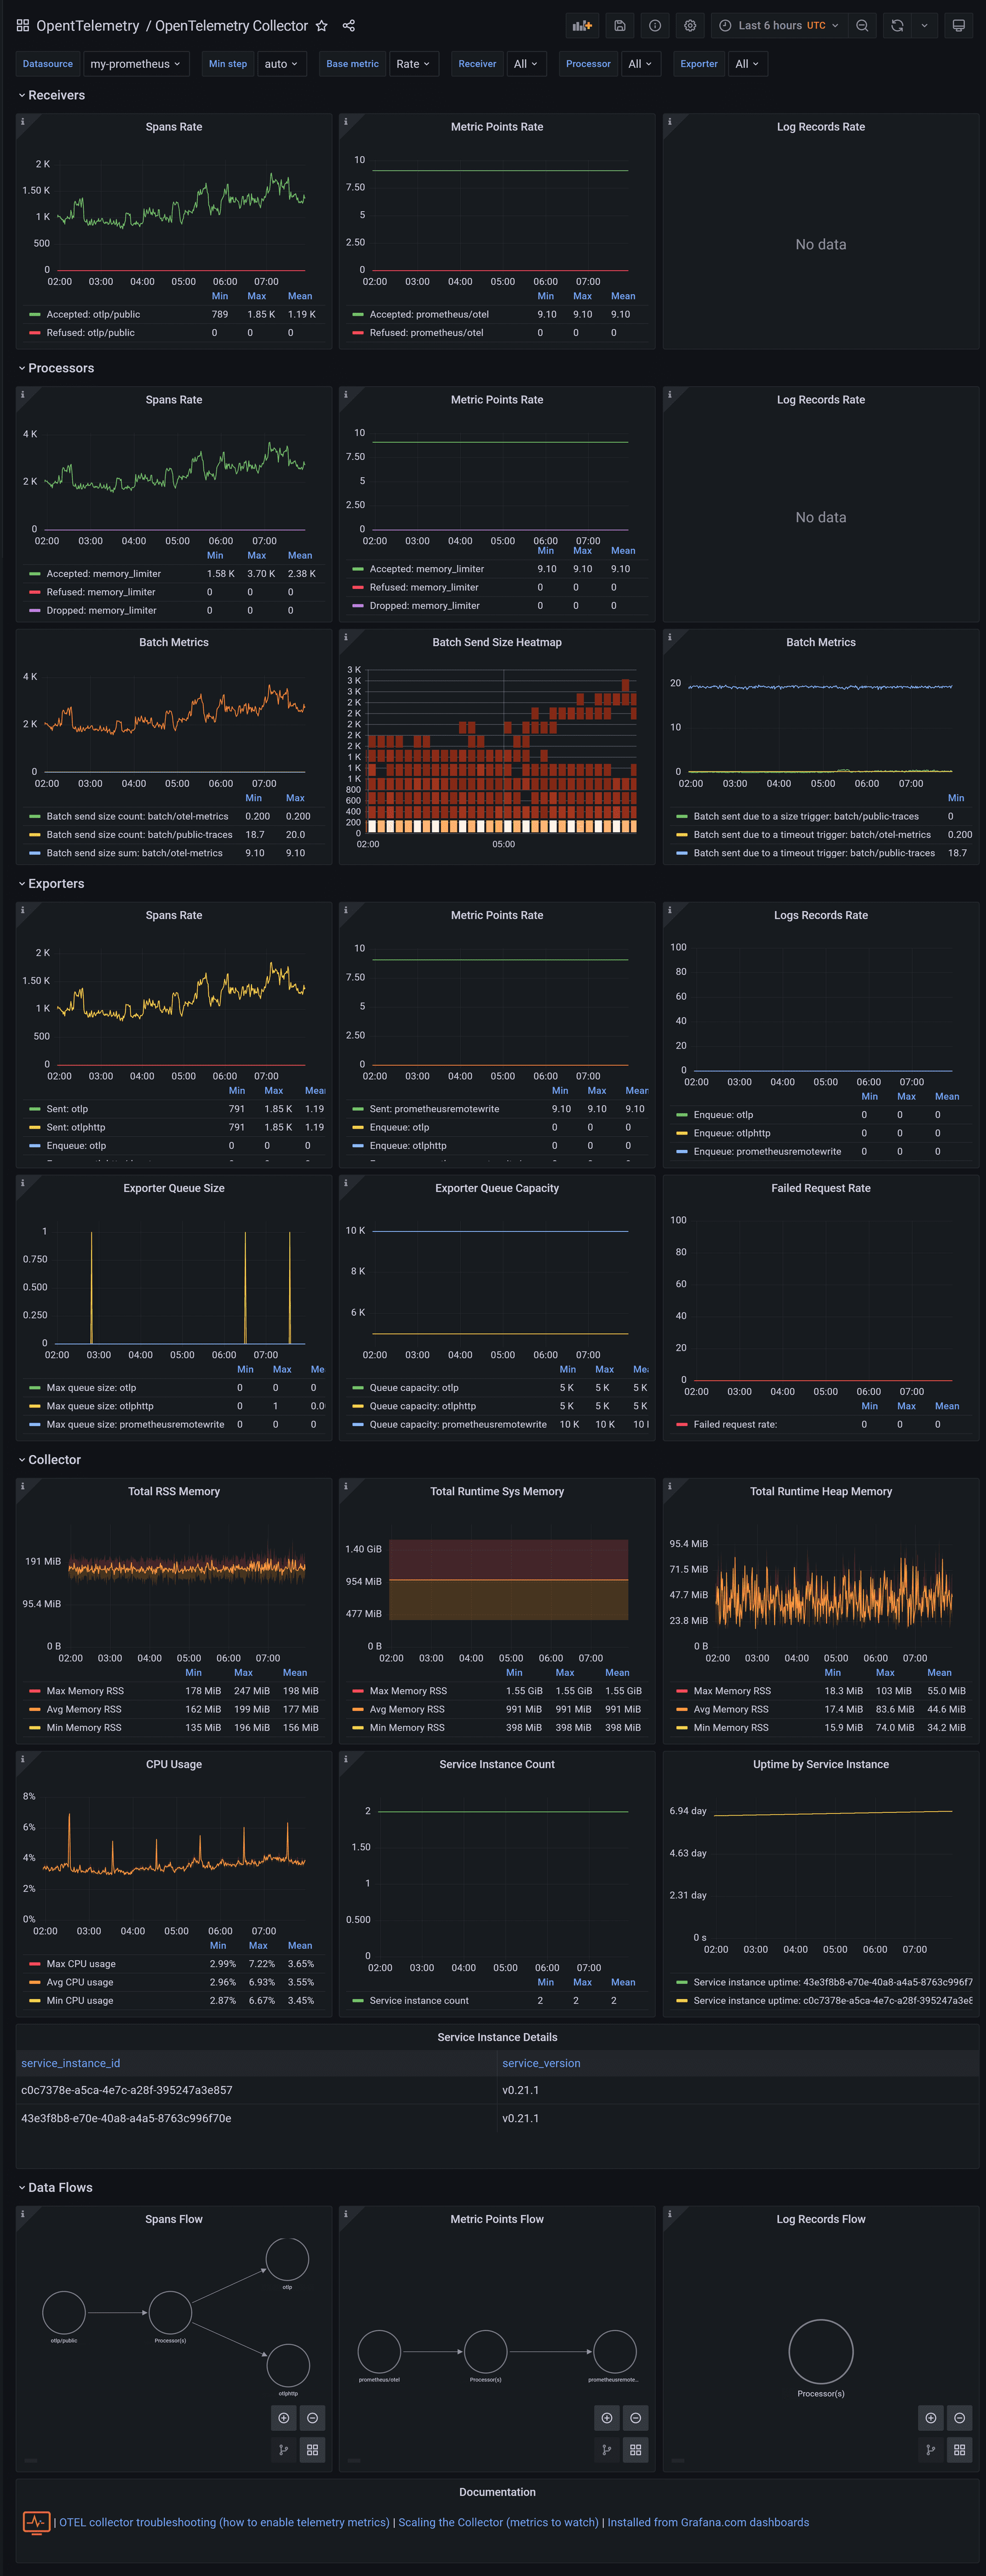 OpentTelemetry / OpenTelemetry Collector
Last 6 hours UTC
Datasource my-prometheus Min step auto Base metric Rate Receiver All Processor All Exporter All
Receivers
Spans Rate
2 K
1.50 K
1 K
500
0
02:00 03:00 04:00 05:00 06:00 07:00
Min Max Mean
Accepted: otlp/public 789 1.85 K 1.19 K
Refused: otlp/public 0 0 0
Metric Points Rate
10
7.50
5
2.50
0
02:00 03:00 04:00 05:00 06:00 07:00
Min Max Mean
Accepted: prometheus/otel 9.10 9.10 9.10
Refused: prometheus/otel 0 0 0
Log Records Rate
No data
Processors
Spans Rate
4 K
2 K
0
02:00 03:00 04:00 05:00 06:00 07:00
Min Max Mean
Accepted: memory_limiter 1.58 K 3.70 K 2.38 K
Refused: memory_limiter 0 0 0
Dropped: memory_limiter 0 0 0
Metric Points Rate
10
7.50
5
2.50
0
02:00 03:00 04:00 05:00 06:00 07:00
Min Max Mean
Accepted: memory_limiter 9.10 9.10 9.10
Refused: memory_limiter 0 0 0
Dropped: memory_limiter 0 0 0
Log Records Rate
No data
Batch Metrics
4 K
2 K
0
02:00 03:00 04:00 05:00 06:00 07:00
Min Max
Batch send size count: batch/otel-metrics 0.200 0.200
Batch send size count: batch/public-traces 18.7 20.0
Batch send size sum: batch/otel-metrics 9.10 9.10
Batch Send Size Heatmap
3 K
3 K
3 K
2 K
2 K
2 K
2 K
1 K
1 K
1 K
800
600
400
200
0
02:00 05:00
Batch Metrics
20
10
0
02:00 03:00 04:00 05:00 06:00 07:00
Min
Batch sent due to a size trigger: batch/public-traces 0
Batch sent due to a timeout trigger: batch/otel-metrics 0.200
Batch sent due to a timeout trigger: batch/public-traces 18.7
Exporters
Spans Rate
2 K
1.50 K
1 K
500
0
02:00 03:00 04:00 05:00 06:00 07:00
Min Max Mean
Sent: otlp 791 1.85 K 1.19
Sent: otlphttp 791 1.85 K 1.19
Enqueue: otlp 0 0 0
Metric Points Rate
10
7.50
5
2.50
0
02:00 03:00 04:00 05:00 06:00 07:00
Min Max Mean
Sent: prometheusremotewrite 9.10 9.10 9.10
Enqueue: otlp 0 0 0
Enqueue: otlphttp 0 0 0
Logs Records Rate
100
80
60
40
20
0
02:00 03:00 04:00 05:00 06:00 07:00
Min Max Mean
Enqueue: otlp 0 0 0
Enqueue: otlphttp 0 0 0
Enqueue: prometheusremotewrite 0 0 0
Exporter Queue Size
1
0.750
0.500
0.250
0
02:00 03:00 04:00 05:00 06:00 07:00
Min Max Me
Max queue size: otlp 0 0 0
Max queue size: otlphttp 0 1 0.0
Max queue size: prometheusremotewrite 0 0 0
Exporter Queue Capacity
10 K
8 K
6 K
02:00 03:00 04:00 05:00 06:00 07:00
Min Max Mea
Queue capacity: otlp 5 K 5 K 5 K
Queue capacity: otlphttp 5 K 5 K 5 K
Queue capacity: prometheusremotewrite 10 K 10 K 10
Failed Request Rate
100
80
60
40
20
0
02:00 03:00 04:00 05:00 06:00 07:00
Min Max Mean
Failed request rate: 0 0 0
Collector
Total RSS Memory
191 MiB
95.4 MiB
0 B
02:00 03:00 04:00 05:00 06:00 07:00
Min Max Mean
Max Memory RSS 178 MiB 247 MiB 198 MiB
Avg Memory RSS 162 MiB 199 MiB 177 MiB
Min Memory RSS 135 MiB 196 MiB 156 MiB
Total Runtime Sys Memory
1.40 GiB
954 MiB
477 MiB
0 B
02:00 03:00 04:00 05:00 06:00 07:00
Min Max Mean
Max Memory RSS 1.55 GiB 1.55 GiB 1.55 GiB
Avg Memory RSS 991 MiB 991 MiB 991 MiB
Min Memory RSS 398 MiB 398 MiB 398 MiB
Total Runtime Heap Memory
95.4 MiB
71.5 MiB
47.7 MiB
23.8 MiB
0 B
02:00 03:00 04:00 05:00 06:00 07:00
Min Max Mean
Max Memory RSS 18.3 MiB 103 MiB 55.0 MiB
Avg Memory RSS 17.4 MiB 83.6 MiB 44.6 MiB
Min Memory RSS 15.9 MiB 74.0 MiB 34.2 MiB
CPU Usage
8%
6%
4%
2%
0%
02:00 03:00 04:00 05:00 06:00 07:00
Min Max Mean
Max CPU usage 2.99% 7.22% 3.65%
Avg CPU usage 2.96% 6.93% 3.55%
Min CPU usage 2.87% 6.67% 3.45%
Service Instance Count
2
1.50
1
0.500
0
02:00 03:00 04:00 05:00 06:00 07:00
Min Max Mean
Service instance count 2 2 2
Uptime by Service Instance
6.94 day
4.63 day
2.31 day
0 s
02:00 03:00 04:00 05:00 06:00 07:00
Service instance uptime: 43e3f8b8-e70e-40a8-a4a5-8763c996f7
Service instance uptime: c0c7378e-a5ca-4e7c-a28f-395247a3e8
Service Instance Details
service_instance_id service_version
c0c7378e-a5ca-4e7c-a28f-395247a3e857 v0.21.1
43e3f8b8-e70e-40a8-a4a5-8763c996f70e v0.21.1
Data Flows
Spans Flow
otlp
otlp/public
Processor(s)
otlphttp
Metric Points Flow
prometheus/otel
Processor(s)
prometheusremote...
Log Records Flow
Processor(s)
Documentation
| OTEL collector troubleshooting (how to enable telemetry metrics) | Scaling the Collector (metrics to watch) | Installed from Grafana.com dashboards